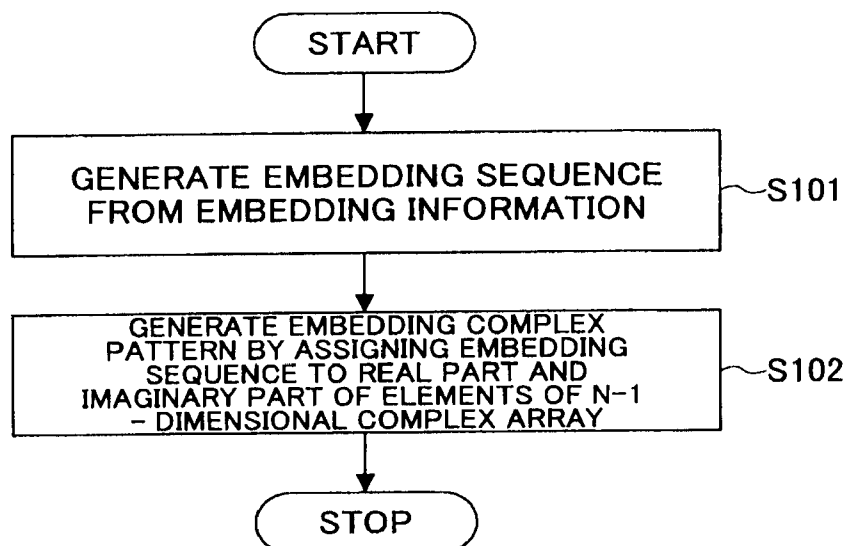 START
GENERATE EMBEDDING SEQUENCE
FROM EMBEDDING INFORMATION
S101
GENERATE EMBEDDING COMPLEX
PATTERN BY ASSIGNING EMBEDDING
SEQUENCE TO REAL PART AND
IMAGINARY PART OF ELEMENTS OF N-1
- DIMENSIONAL COMPLEX ARRAY
S102
STOP